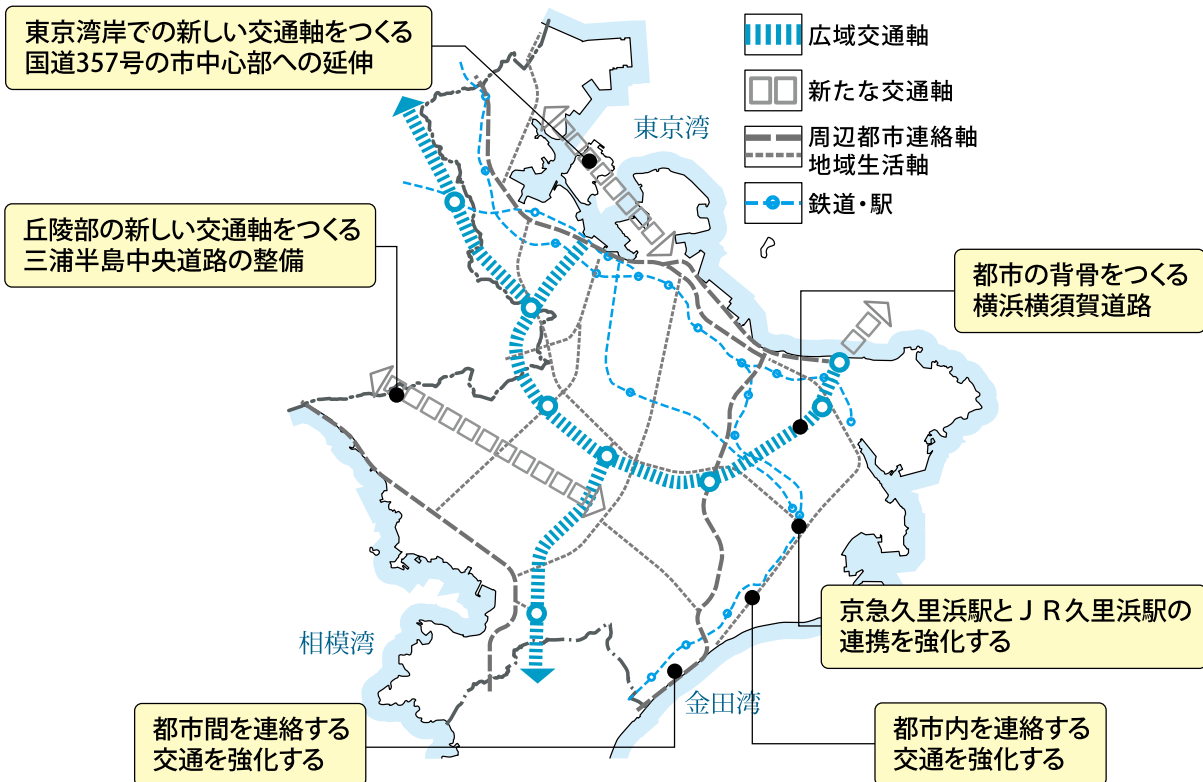 東京湾岸での新しい交通軸をつくる
国道357号の市中心部への延伸
広域交通軸
新たな交通軸
周辺都市連絡軸
地域生活軸
鉄道・駅
東京湾
丘陵部の新しい交通軸をつくる
三浦半島中央道路の整備
都市の背骨をつくる
横浜横須賀道路
京急久里浜駅とJR久里浜駅の
連携を強化する
相模湾
金田湾
都市間を連絡する
交通を強化する
都市内を連絡する
交通を強化する